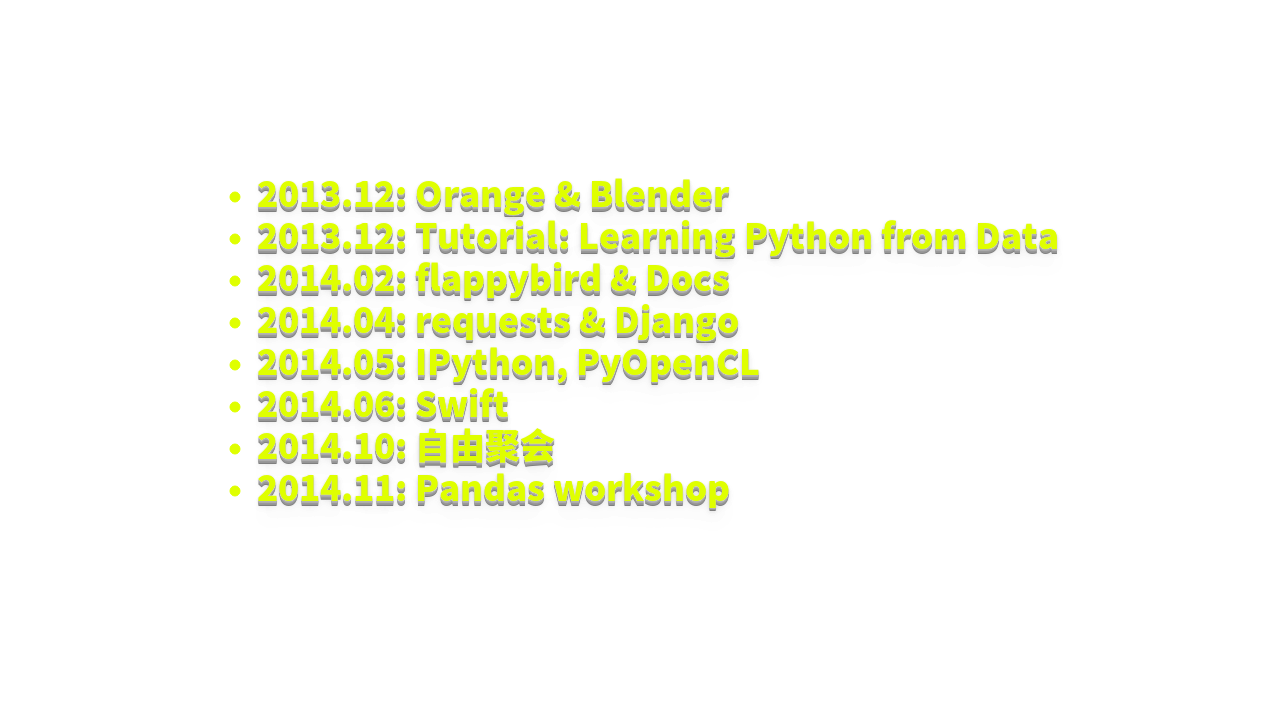 • 2013.12: Orange & Blender
• 2013.12: Tutorial: Learning Python from Data
• 2014.02: flappybird & Docs
• 2014.04: requests & Django
• 2014.05: IPython, PyOpenCL
• 2014.06: Swift
• 2014.10: 自由聚会
• 2014.11: Pandas workshop